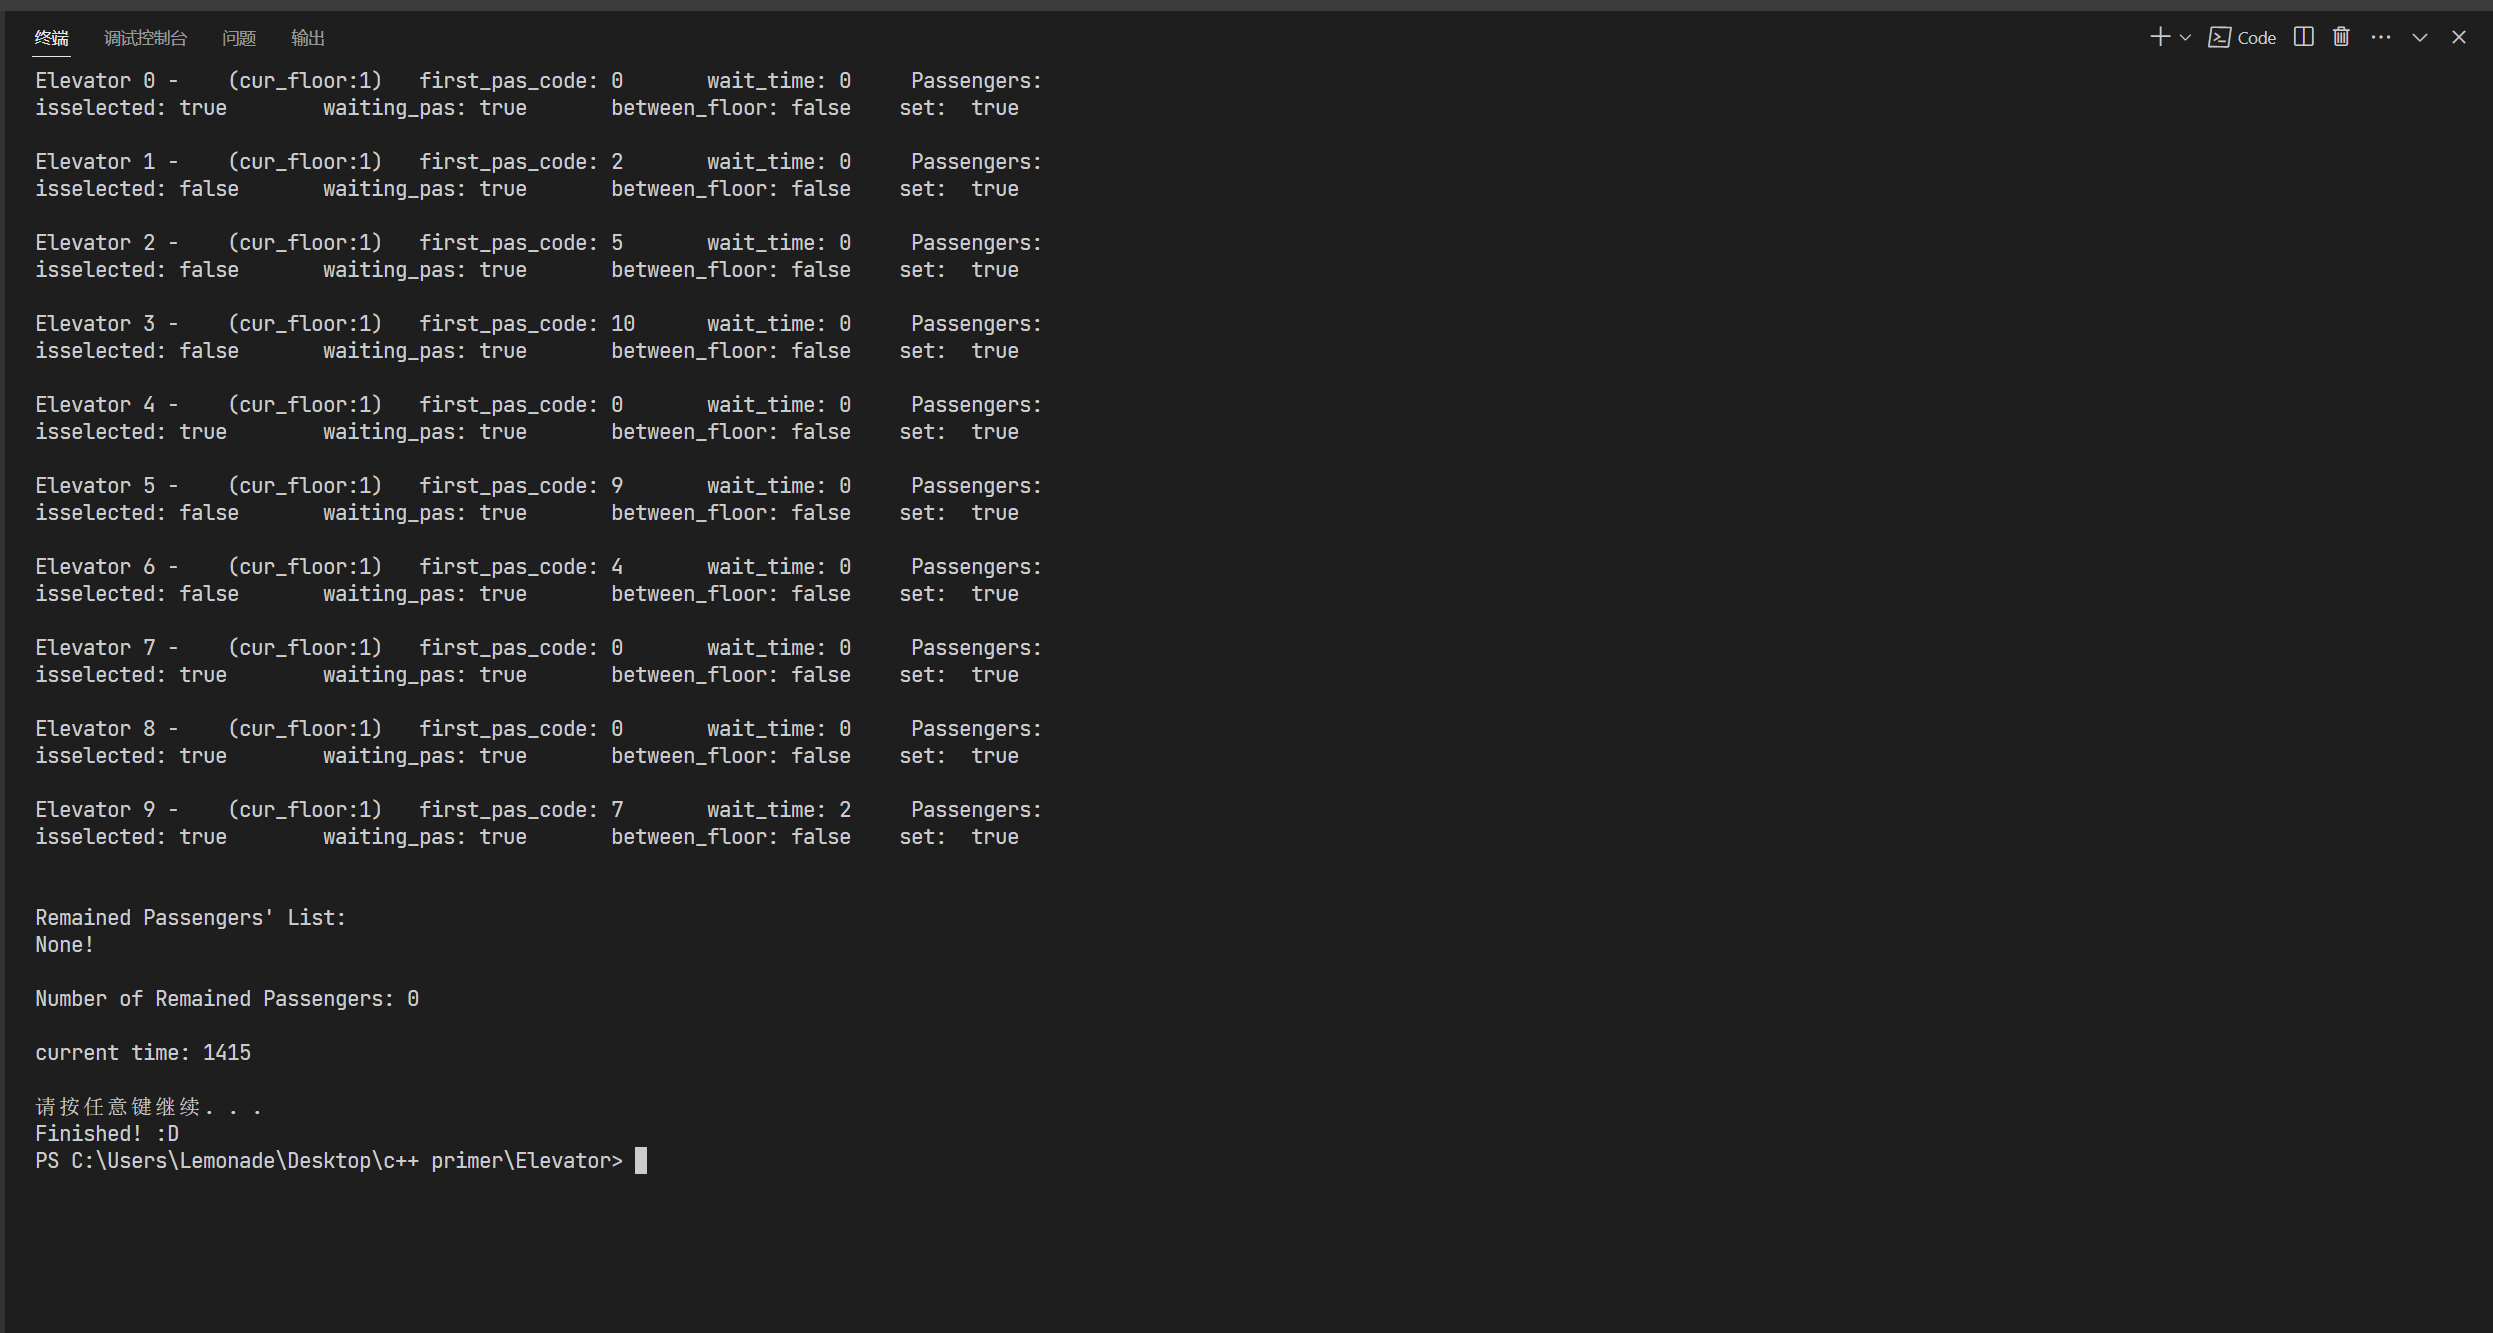 终端 调试控制台 问题 输出 Code
Elevator 0 - (cur_floor:1) first_pas_code: 0 wait_time: 0 Passengers:
isselected: true waiting_pas: true between_floor: false set: true
Elevator 1 - (cur_floor:1) first_pas_code: 2 wait_time: 0 Passengers:
isselected: false waiting_pas: true between_floor: false set: true
Elevator 2 - (cur_floor:1) first_pas_code: 5 wait_time: 0 Passengers:
isselected: false waiting_pas: true between_floor: false set: true
Elevator 3 - (cur_floor:1) first_pas_code: 10 wait_time: 0 Passengers:
isselected: false waiting_pas: true between_floor: false set: true
Elevator 4 - (cur_floor:1) first_pas_code: 0 wait_time: 0 Passengers:
isselected: true waiting_pas: true between_floor: false set: true
Elevator 5 - (cur_floor:1) first_pas_code: 9 wait_time: 0 Passengers:
isselected: false waiting_pas: true between_floor: false set: true
Elevator 6 - (cur_floor:1) first_pas_code: 4 wait_time: 0 Passengers:
isselected: false waiting_pas: true between_floor: false set: true
Elevator 7 - (cur_floor:1) first_pas_code: 0 wait_time: 0 Passengers:
isselected: true waiting_pas: true between_floor: false set: true
Elevator 8 - (cur_floor:1) first_pas_code: 0 wait_time: 0 Passengers:
isselected: true waiting_pas: true between_floor: false set: true
Elevator 9 - (cur_floor:1) first_pas_code: 7 wait_time: 2 Passengers:
isselected: true waiting_pas: true between_floor: false set: true
Remained Passengers' List:
None!
Number of Remained Passengers: 0
current time: 1415
请按任意键继续. . .
Finished! :D
PS C:\Users\Lemonade\Desktop\c++ primer\Elevator>